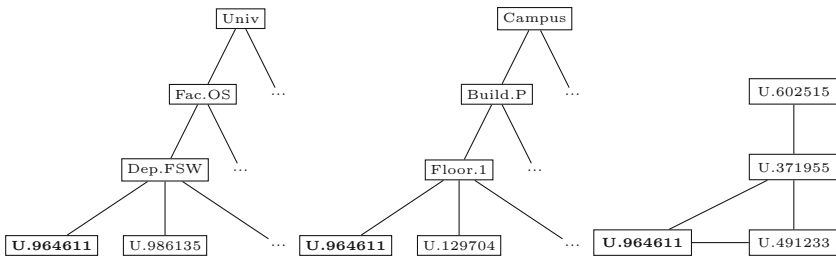 Univ
Fac.OS
...
Dep.FSW
...
U.964611
U.986135
...
Campus
Build.P
...
Floor.1
...
U.964611
U.129704
...
U.602515
U.371955
U.964611
U.491233